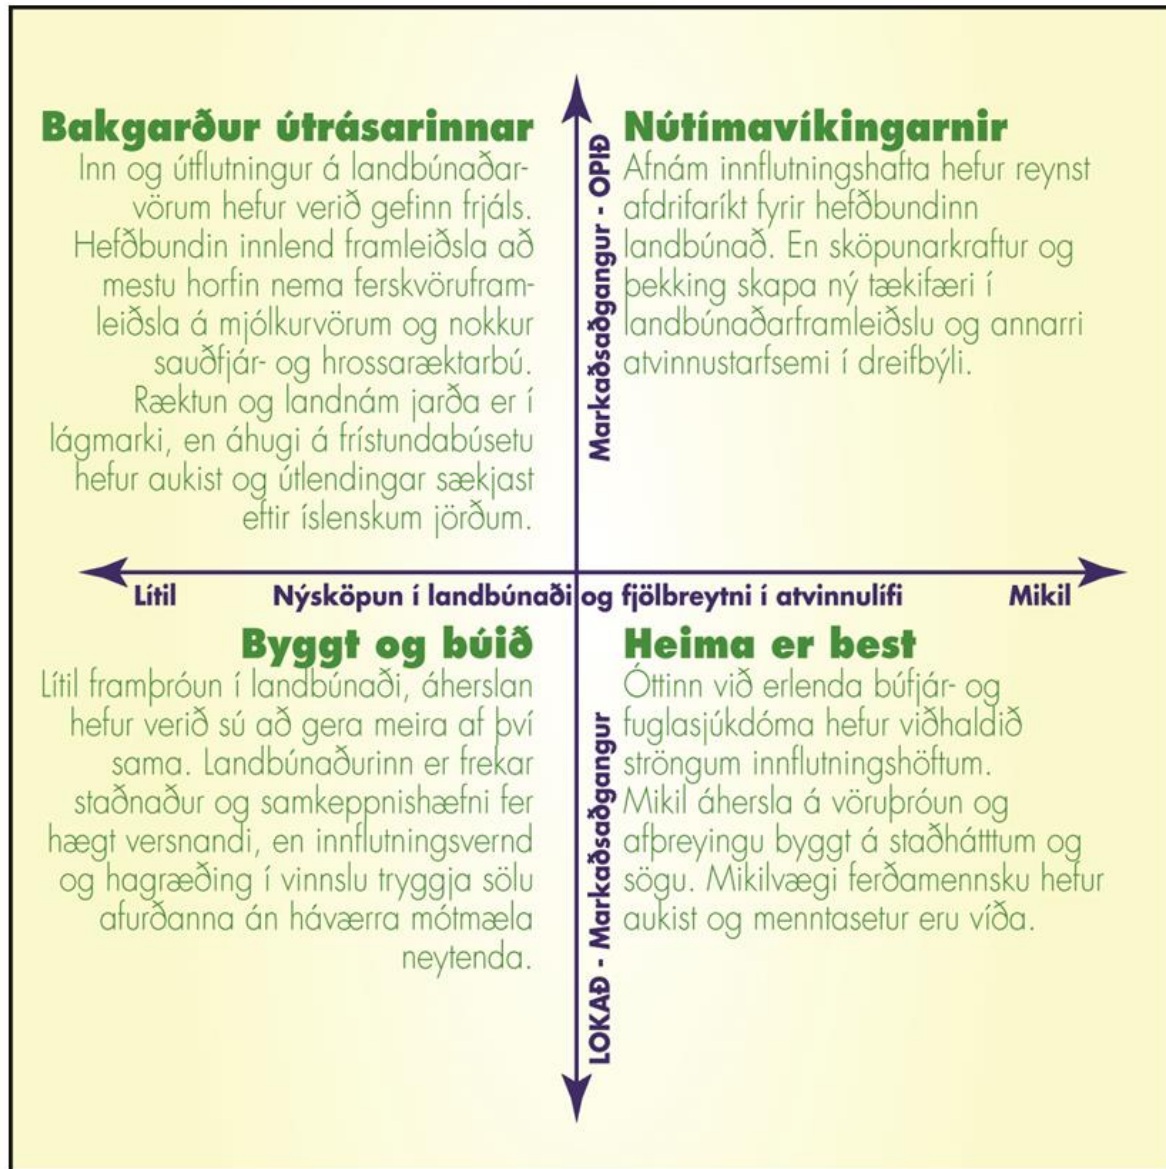 Bakgarður útrásarinnar
Inn og útflutningur á landbúnaðar-
vörum hefur verið gefinn frjáls.
Hefðbundin innlend framleiðsla að
mestu horfin nema ferskvörufram-
leiðsla á mjólkurvörum og nokkur
sauðfjár- og hrossaræktarbú.
Ræktun og landnám jarða er í
lágmarki, en áhugi á frístundabúsetu
hefur aukist og útlendingar sækjast
eftir íslenskum jörðum.
Markaðsaðgangur - OPIÐ
Nútímavíkingarnir
Afnám innflutningshafta hefur reynst
afdrifaríkt fyrir hefðbundinn
landbúnað. En sköpunarkraftur og
þekking skapa ný tækifæri í
landbúnaðarframleiðslu og annarri
atvinnustarfsemi í dreifbýli.
Lítil
Nýsköpun í landbúnaði og fjölbreytni í atvinnulífi
Mikil
Byggt og búið
Lítil framþróun í landbúnaði, áherslan
hefur verið sú að gera meira af því
sama. Landbúnaðurinn er frekar
staðnaður og samkeppnishæfni fer
hægt versnandi, en innflutningsvernd
og hagræðing í vinnslu tryggja sölu
afurðanna án háværra mótmæla
neytenda.
LOKAÐ - Markaðsaðgangur
Heima er best
Óttinn við erlenda búfjár- og
fuglasjúkdóma hefur viðhaldið
ströngum innflutningshöftum.
Mikil áhersla á vöruþróun og
afþreyingu byggt á staðhátttum og
sögu. Mikilvægi ferðamennsku hefur
aukist og menntasetur eru víða.